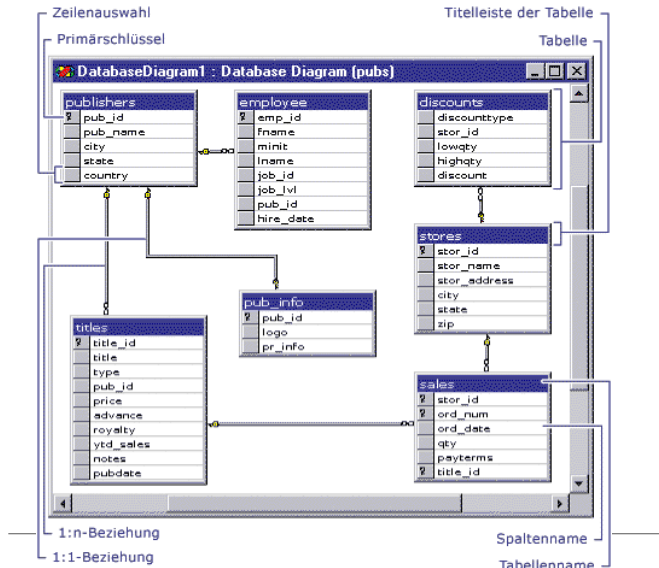 Zeilenauswahl
Titelleiste der Tabelle
Primärschlüssel
Tabelle
DatabaseDiagram1 : Database Diagram (pubs)
publishers
pub_id
pub_name
city
state
country
employee
emp_id
fname
minit
lname
job_id
job_lvl
pub_id
hire_date
discounts
discounttype
stor_id
lowqty
highqty
discount
stores
stor_id
stor_name
stor_address
city
state
zip
pub_info
pub_id
logo
pr_info
titles
title_id
title
type
pub_id
price
advance
royalty
ytd_sales
notes
pubdate
sales
stor_id
ord_num
ord_date
qty
payterms
title_id
1:n-Beziehung
Spaltenname
1:1-Beziehung
Tabellenname